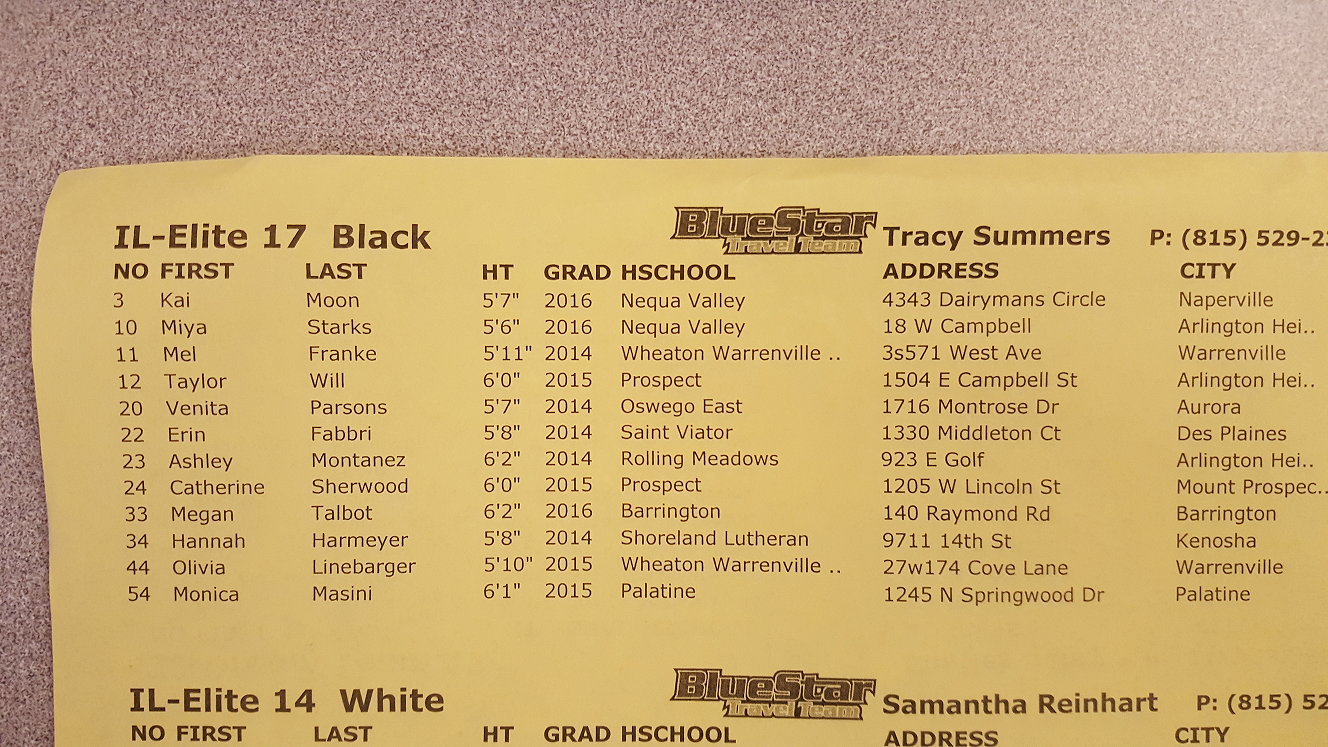 IL-Elite 17 Black BlueStar Travel Team Tracy Summers P: (815) 529-2
NO FIRST LAST HT GRAD HSCHOOL ADDRESS CITY
3 Kai Moon 5'7" 2016 Nequa Valley 4343 Dairymans Circle Naperville
10 Miya Starks 5'6" 2016 Nequa Valley 18 W Campbell Arlington Hei..
11 Mel Franke 5'11" 2014 Wheaton Warrenville .. 3s571 West Ave Warrenville
12 Taylor Will 6'0" 2015 Prospect 1504 E Campbell St Arlington Hei..
20 Venita Parsons 5'7" 2014 Oswego East 1716 Montrose Dr Aurora
22 Erin Fabbri 5'8" 2014 Saint Viator 1330 Middleton Ct Des Plaines
23 Ashley Montanez 6'2" 2014 Rolling Meadows 923 E Golf Arlington Hei..
24 Catherine Sherwood 6'0" 2015 Prospect 1205 W Lincoln St Mount Prospec..
33 Megan Talbot 6'2" 2016 Barrington 140 Raymond Rd Barrington
34 Hannah Harmeyer 5'8" 2014 Shoreland Lutheran 9711 14th St Kenosha
44 Olivia Linebarger 5'10" 2015 Wheaton Warrenville .. 27w174 Cove Lane Warrenville
54 Monica Masini 6'1" 2015 Palatine 1245 N Springwood Dr Palatine
IL-Elite 14 White BlueStar Travel Team Samantha Reinhart P: (815) 52
NO FIRST LAST HT GRAD HSCHOOL ADDRESS CITY